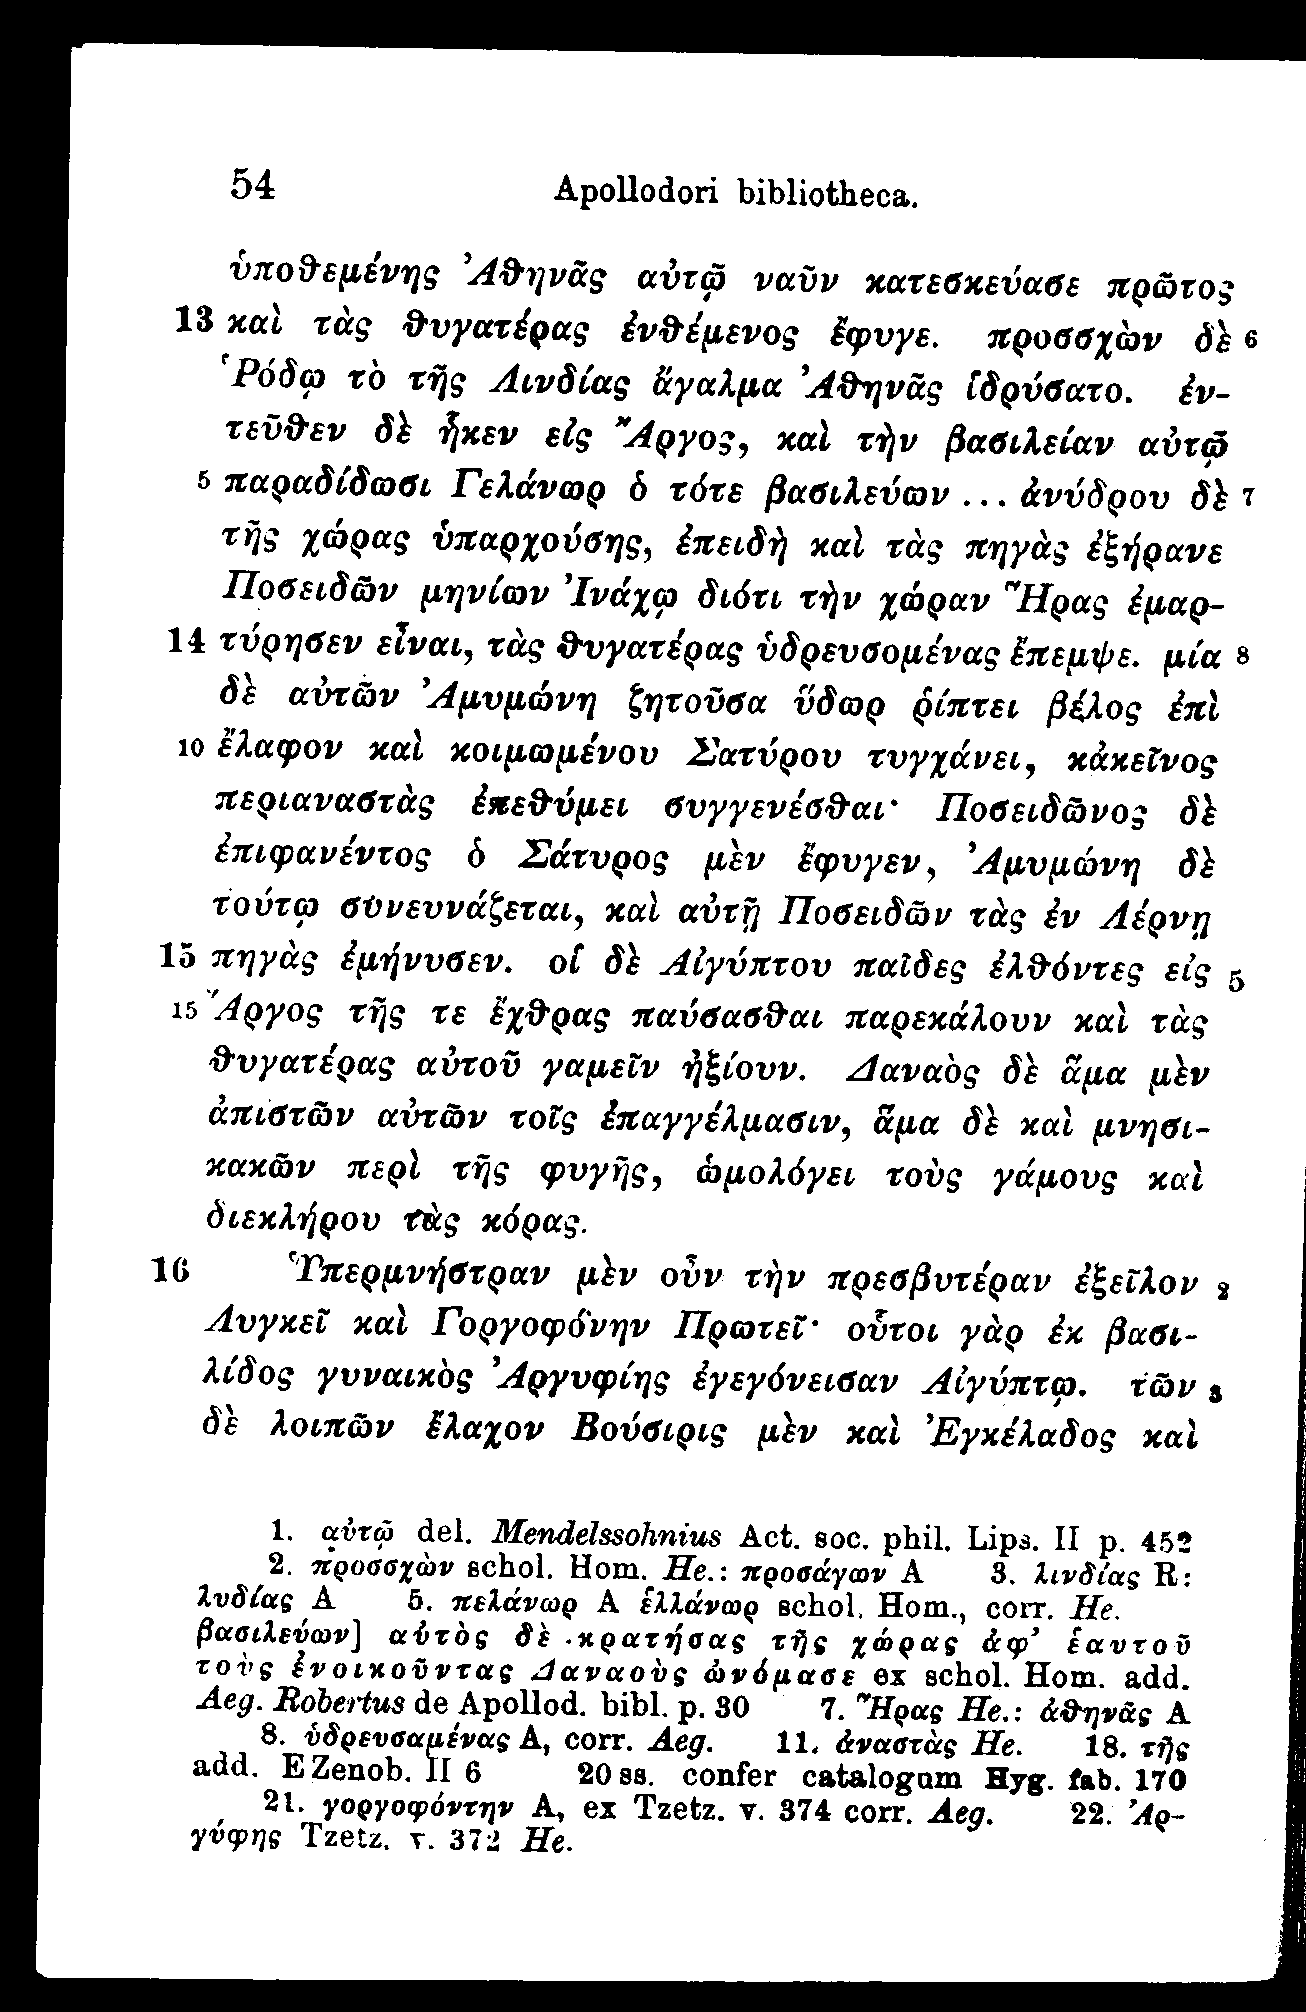 54 Apollodori bibliotheca.
ὑποθεμένης Ἀθηνᾶς αὐτῷ ναῦν κατεσκεύασε πρῶτος
13 καὶ τὰς θυγατέρας ἐνθέμενος ἔφυγε. προσσχὼν δὲ 6
Ῥόδῳ τὸ τῆς Λινδίας ἄγαλμα Ἀθηνᾶς ἱδρύσατο. ἐν-
τεῦθεν δὲ ἧκεν εἰς Ἄργος, καὶ τὴν βασιλείαν αὐτῷ
5 παραδίδωσι Γελάνωρ ὁ τότε βασιλεύων ... ἀνύδρου δὲ 7
τῆς χώρας ὑπαρχούσης, ἐπειδὴ καὶ τὰς πηγὰς ἐξήρανε
Ποσειδῶν μηνίων Ἰνάχῳ διότι τὴν χώραν Ἥρας ἐμαρ-
14 τύρησεν εἶναι, τὰς θυγατέρας ὑδρευσομένας ἔπεμψε. μία 8
δὲ αὐτῶν Ἀμυμώνη ζητοῦσα ὕδωρ ῥίπτει βέλος ἐπὶ
10 ἔλαφον καὶ κοιμωμένου Σατύρου τυγχάνει, κἀκεῖνος
περιαναστὰς ἐπεθύμει συγγενέσθαι· Ποσειδῶνος δὲ
ἐπιφανέντος ὁ Σάτυρος μὲν ἔφυγεν, Ἀμυμώνη δὲ
τούτῳ συνευνάζεται, καὶ αὐτῇ Ποσειδῶν τὰς ἐν Λέρνῃ
15 πηγὰς ἐμήνυσεν. οἱ δὲ Αἰγύπτου παῖδες ἐλθόντες εἰς 5
15 Ἄργος τῆς τε ἔχθρας παύσασθαι παρεκάλουν καὶ τὰς
θυγατέρας αὐτοῦ γαμεῖν ἠξίουν. Δαναὸς δὲ ἅμα μὲν
ἀπιστῶν αὐτῶν τοῖς ἐπαγγέλμασιν, ἅμα δὲ καὶ μνησι-
κακῶν περὶ τῆς φυγῆς, ὡμολόγει τοὺς γάμους καὶ
διεκλήρου τὰς κόρας.
16 Ὑπερμνήστραν μὲν οὖν τὴν πρεσβυτέραν ἐξεῖλον 2
Λυγκεῖ καὶ Γοργοφόνην Πρωτεῖ· οὗτοι γὰρ ἐκ βασι-
λίδος γυναικὸς Ἀργυφίης ἐγεγόνεισαν Αἰγύπτῳ. τῶν 3
δὲ λοιπῶν ἔλαχον Βούσιρις μὲν καὶ Ἐγκέλαδος καὶ
1. αὐτῷ del. Mendelssohnius Act. soc. phil. Lips. II p. 452
2. προσσχὼν schol. Hom. He.: προσάγων A 3. λινδίας R:
λυδίας A 5. πελάνωρ A ἑλλάνωρ schol. Hom., corr. He.
βασιλεύων] αὐτὸς δὲ κρατήσας τῆς χώρας ἀφ’ ἑαυτοῦ
τοὺς ἐνοικοῦντας Δαναοὺς ὠνόμασε ex schol. Hom. add.
Aeg. Robertus de Apollod. bibl. p. 30 7. Ἥρας He.: ἀθηνᾶς A
8. ὑδρευσαμένας A, corr. Aeg. 11. ἀναστὰς He. 18. τῆς
add. E Zenob. II 6 20 ss. confer catalogum Hyg. fab. 170
21. γοργοφόντην A, ex Tzetz. v. 374 corr. Aeg. 22. Ἀρ-
γύφης Tzetz. v. 372 He.